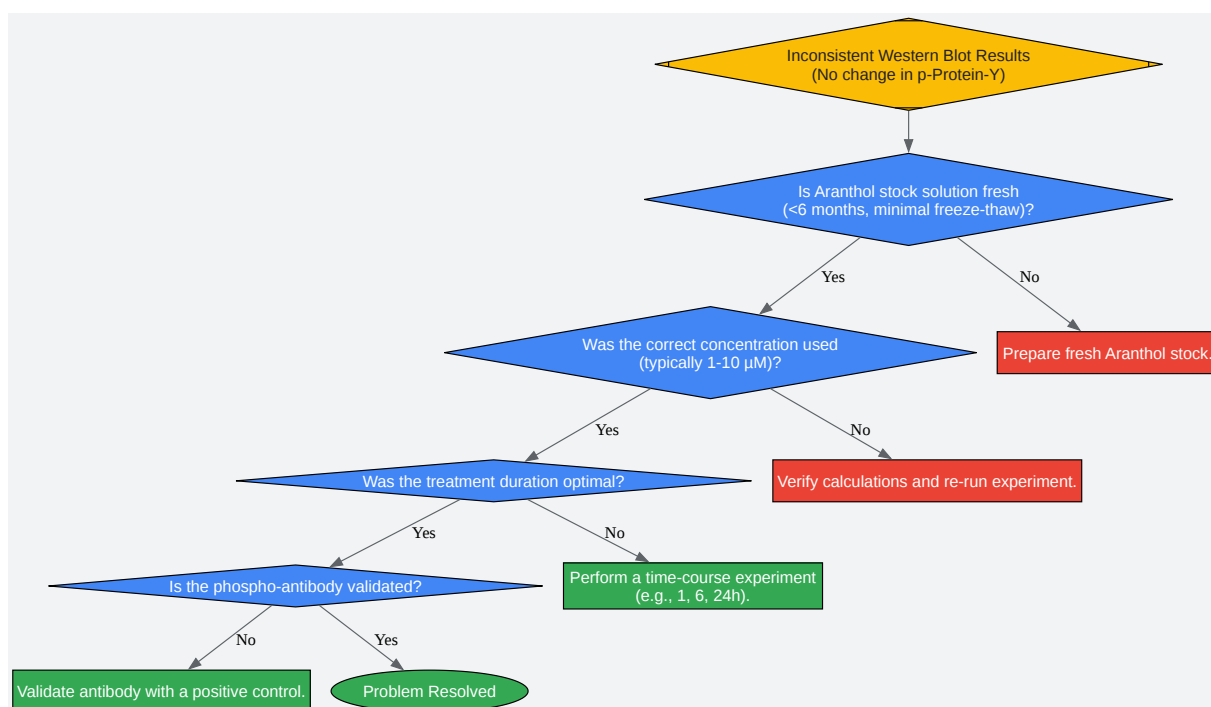 Inconsistent Western Blot Results
(No change in p-Protein-Y)
Is Aranthol stock solution fresh
(<6 months, minimal freeze-thaw)?
Yes
No
Was the correct concentration used
(typically 1-10 µM)?
Prepare fresh Aranthol stock.
Yes
No
Was the treatment duration optimal?
Verify calculations and re-run experiment.
Yes
No
Is the phospho-antibody validated?
Perform a time-course experiment
(e.g., 1, 6, 24h).
No
Yes
Validate antibody with a positive control.
Problem Resolved